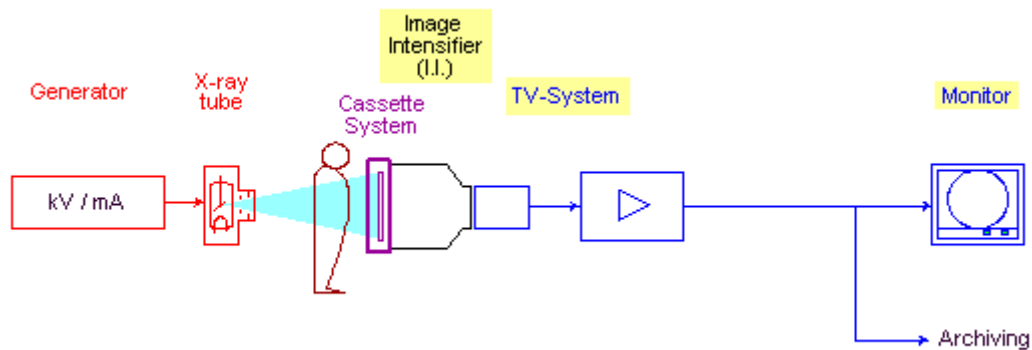 Image
Intensifier
(I.I.)
Generator
X-ray
tube
Cassette
System
TV-System
Monitor
kV / mA
Archiving